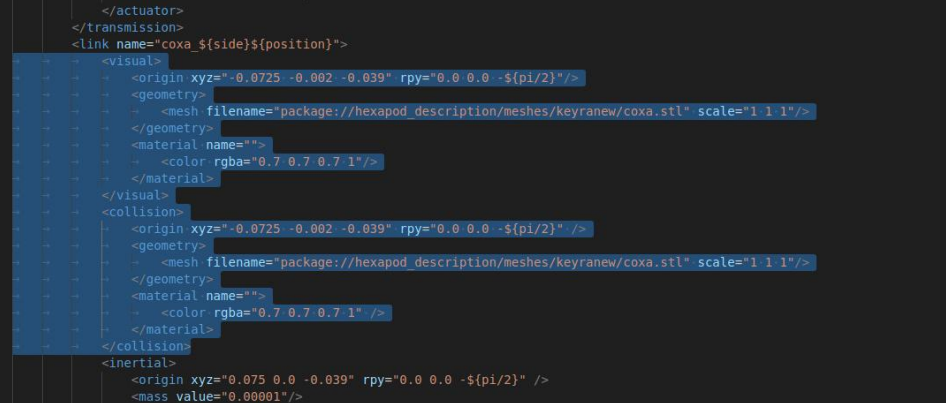 </actuator>
</transmission>
<link name="coxa_${side}${position}">
<visual>
<origin xyz="-0.0725 -0.002 -0.039" rpy="0.0 0.0 -${pi/2}"/>
<geometry>
<mesh filename="package://hexapod_description/meshes/keyranew/coxa.stl" scale="1 1 1"/>
</geometry>
<material name="">
<color rgba="0.7 0.7 0.7 1"/>
</material>
</visual>
<collision>
<origin xyz="-0.0725 -0.002 -0.039" rpy="0.0 0.0 -${pi/2}" />
<geometry>
<mesh filename="package://hexapod_description/meshes/keyranew/coxa.stl" scale="1 1 1"/>
</geometry>
<material name="">
<color rgba="0.7 0.7 0.7 1" />
</material>
</collision>
<inertial>
<origin xyz="0.075 0.0 -0.039" rpy="0.0 0.0 -${pi/2}" />
<mass value="0.00001"/>